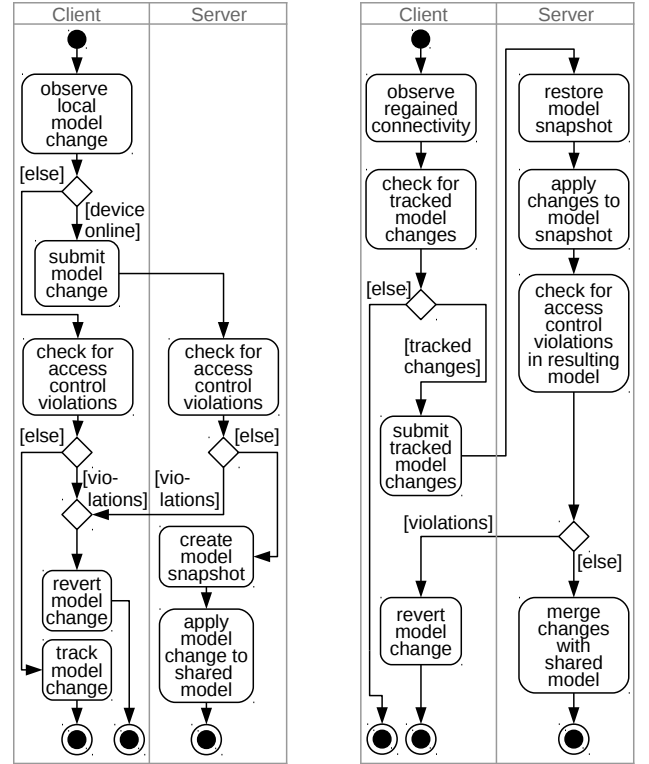 Client
Server
observe
local
model
change
[else]
[device
online]
submit
model
change
check for
access
control
violations
check for
access
control
violations
[else]
[else]
[vio-
lations]
[vio-
lations]
create
model
snapshot
revert
model
change
apply
model
change to
shared
model
track
model
change
Client
Server
observe
regained
connectivity
restore
model
snapshot
check for
tracked
model
changes
apply
changes to
model
snapshot
[else]
check for
access
control
violations
in resulting
model
[tracked
changes]
submit
tracked
model
changes
[violations]
[else]
revert
model
change
merge
changes
with
shared
model